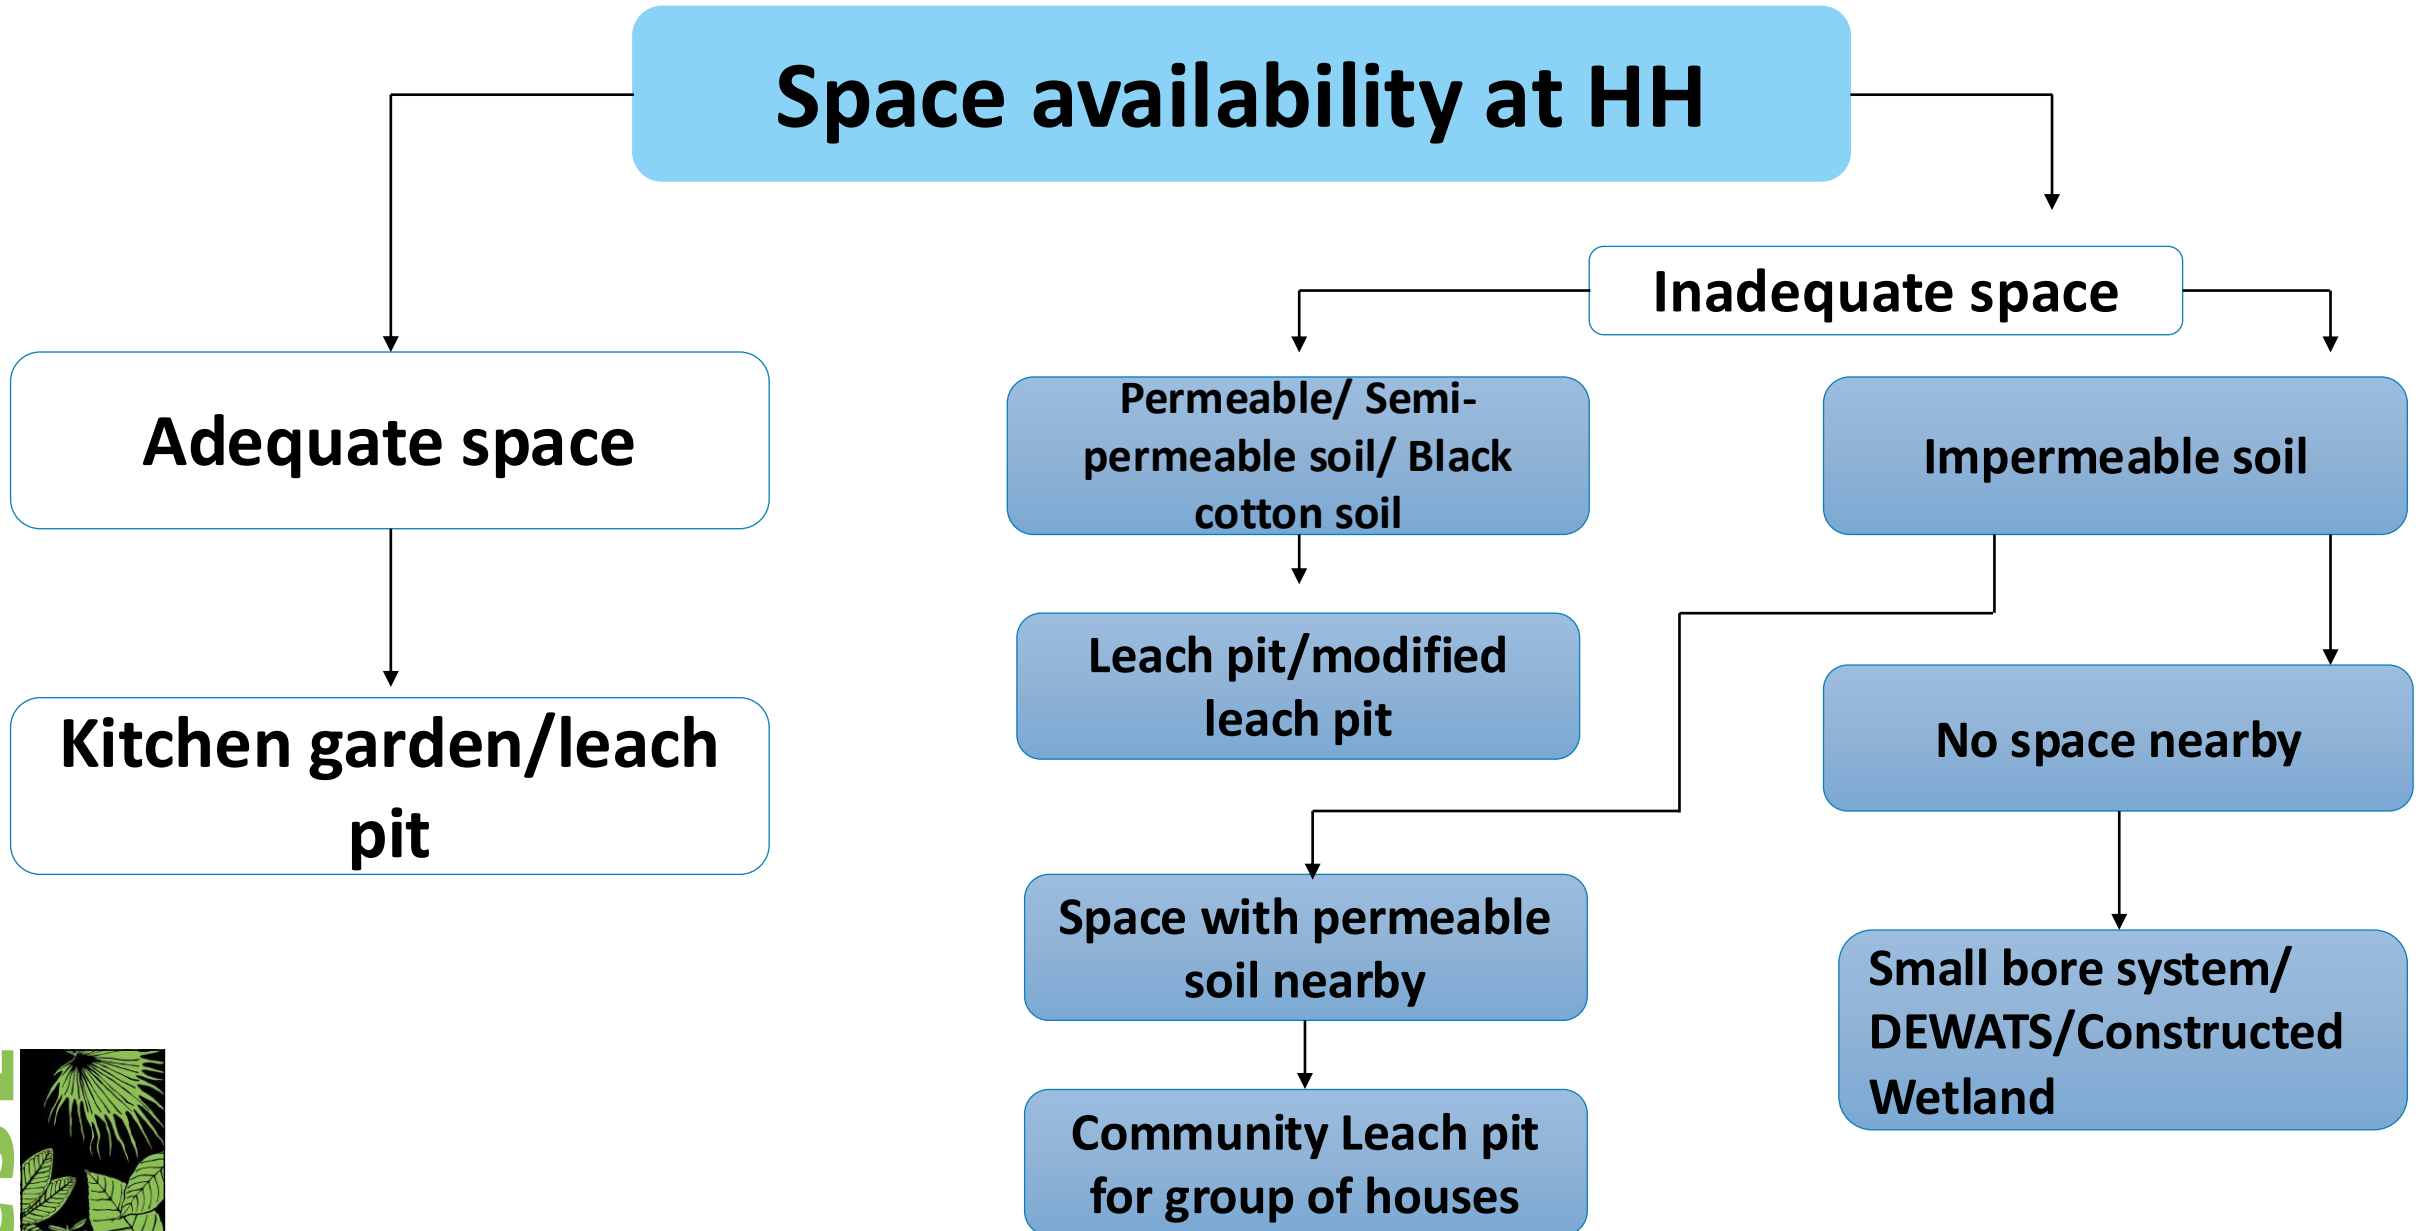 Space availability at HH
Inadequate space
Adequate space
Permeable/ Semi-
permeable soil/ Black
cotton soil
Impermeable soil
Leach pit/modified
leach pit
No space nearby
Kitchen garden/leach
pit
Space with permeable
soil nearby
Small bore system/
DEWATS/Constructed
Wetland
Community Leach pit
for group of houses